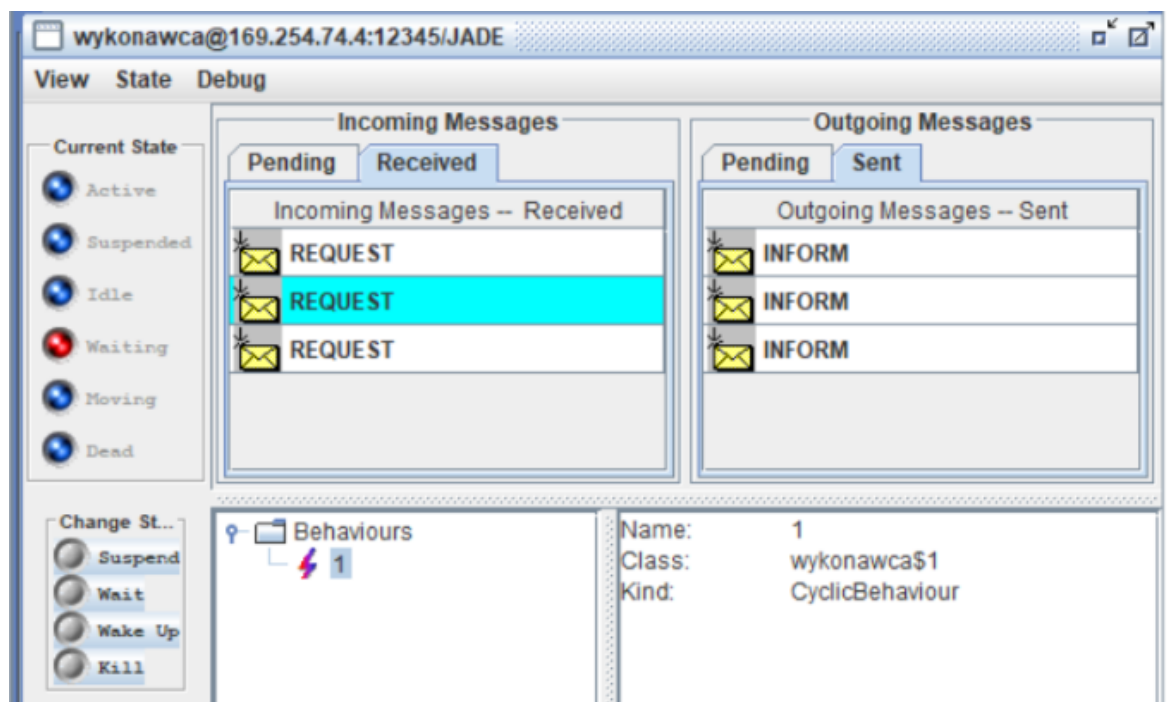 wykonawca@169.254.74.4:12345/JADE
View State Debug
Current State
Active
Suspended
Idle
Waiting
Moving
Dead
Incoming Messages
Pending Received
Incoming Messages -- Received
REQUEST
REQUEST
REQUEST
Outgoing Messages
Pending Sent
Outgoing Messages -- Sent
INFORM
INFORM
INFORM
Change St...
Suspend
Wait
Wake Up
Kill
Behaviours
1
Name: 1
Class: wykonawca$1
Kind: CyclicBehaviour